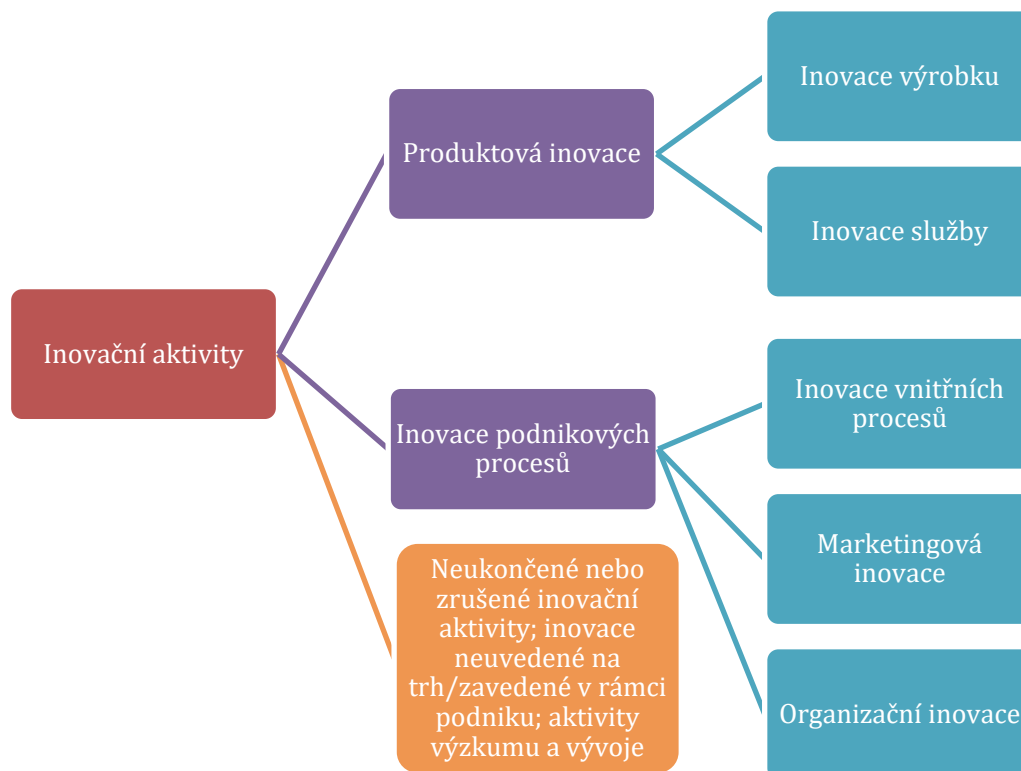 Inovační aktivity
Produktová inovace
Inovace výrobku
Inovace služby
Inovace podnikových
procesů
Inovace vnitřních
procesů
Marketingová
inovace
Organizační inovace
Neukončené nebo
zrušené inovační
aktivity; inovace
neuvedené na
trh/zavedené v rámci
podniku; aktivity
výzkumu a vývoje